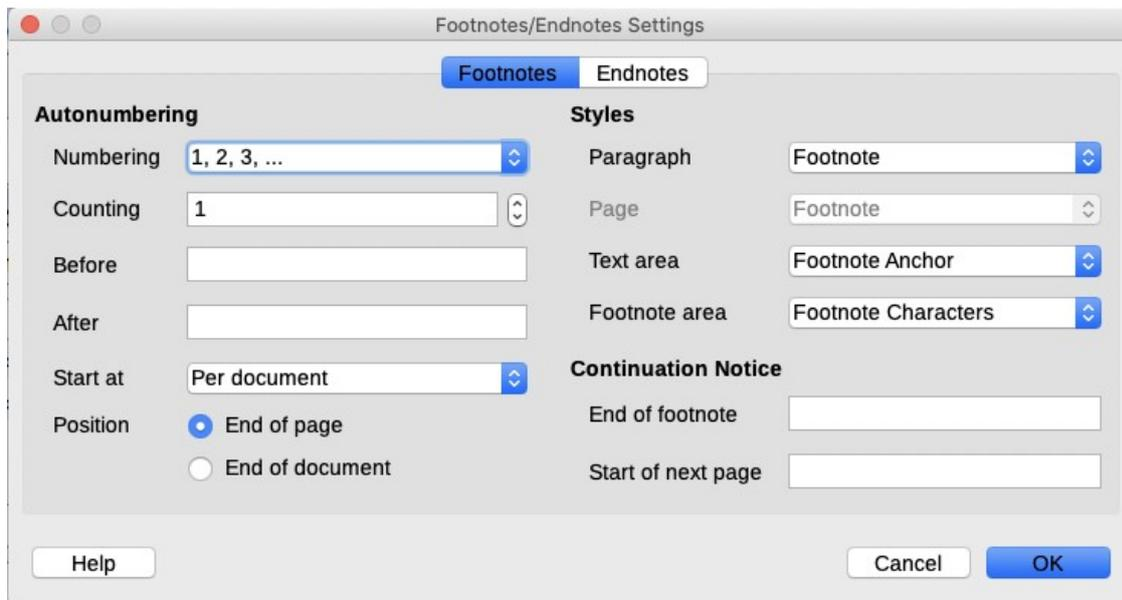 Footnotes/Endnotes Settings
Footnotes
Endnotes
Autonumbering
Numbering
1, 2, 3, ...
Counting
1
Before
After
Start at
Per document
Position
End of page
End of document
Styles
Paragraph
Footnote
Page
Footnote
Text area
Footnote Anchor
Footnote area
Footnote Characters
Continuation Notice
End of footnote
Start of next page
Help
Cancel
OK